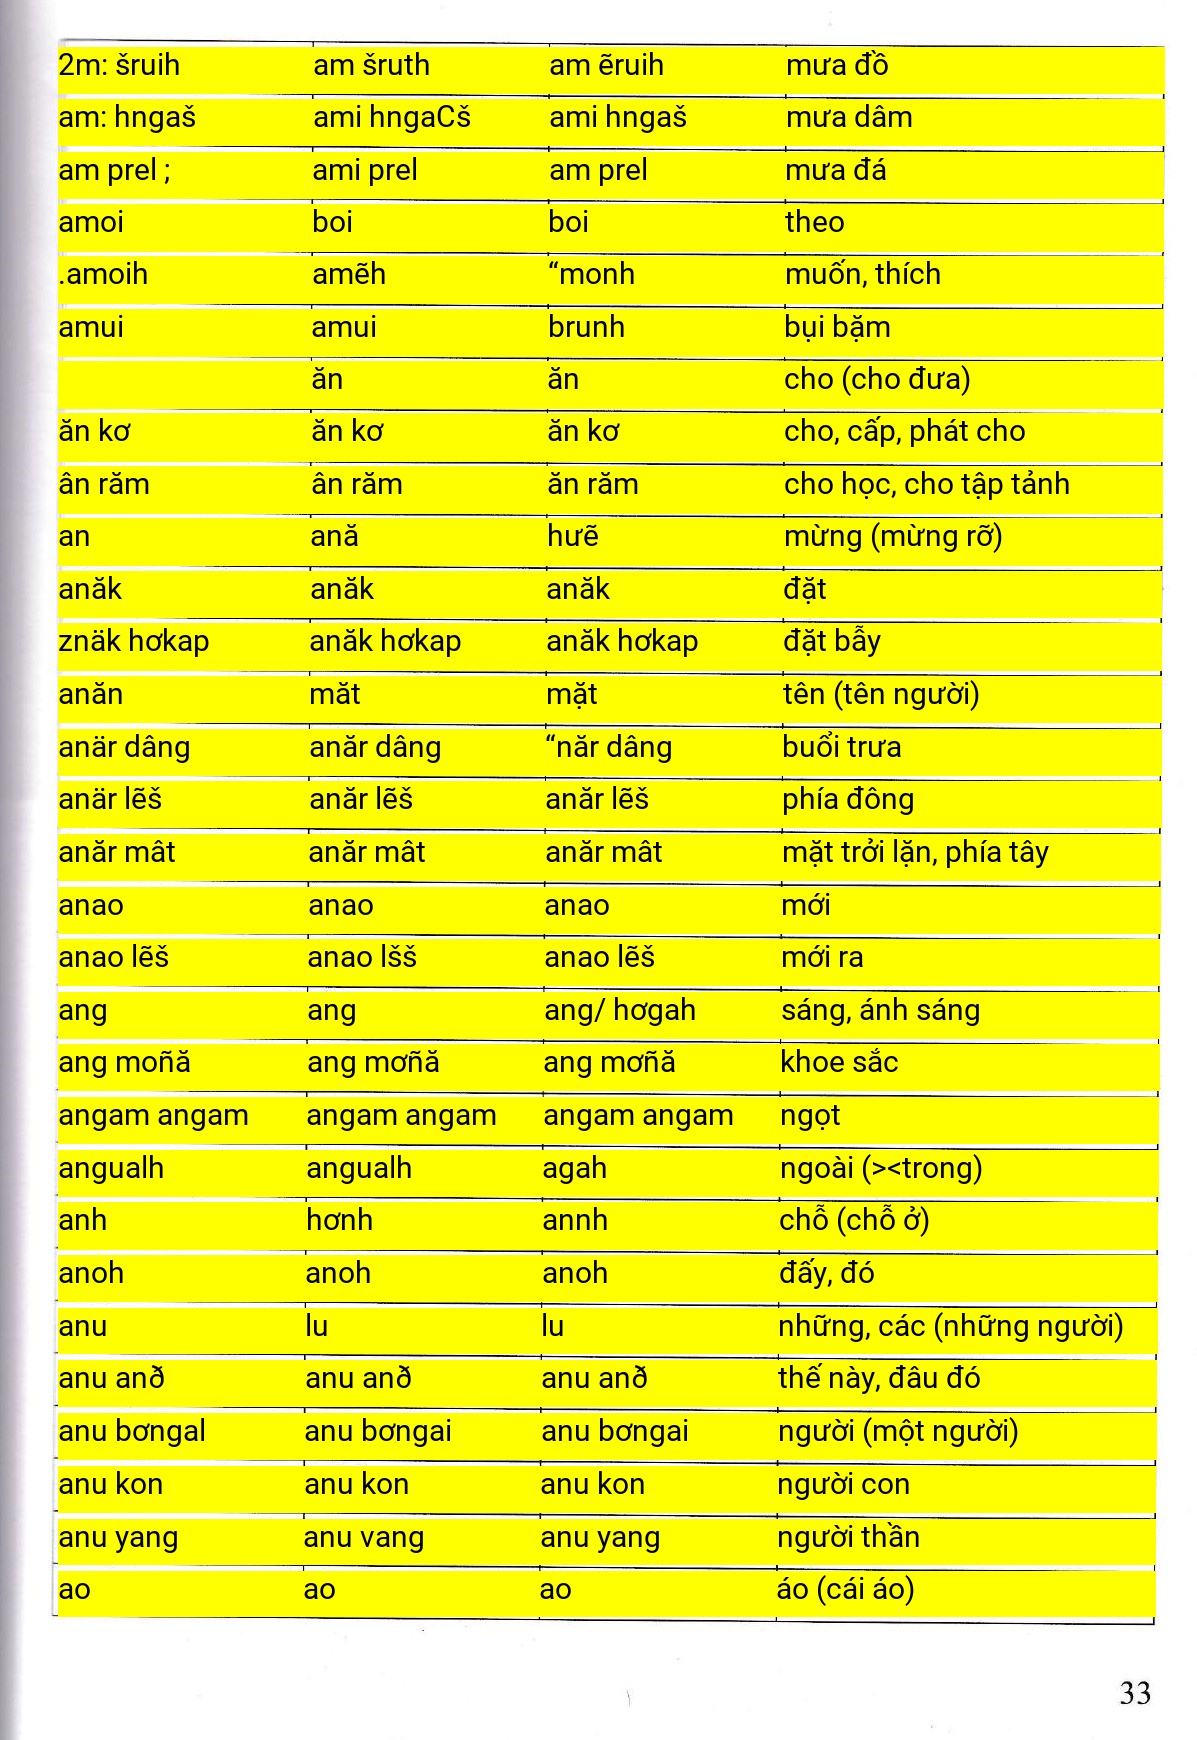 2m: šruih am šruth am ẽruih mưa đồ
am: hngaš ami hngaCš ami hngaš mưa dâm
am prel ; ami prel am prel mưa đá
amoi boi boi theo
.amoih amẽh “monh muốn, thích
amui amui brunh bụi bặm
ăn ăn cho (cho đưa)
ăn kơ ăn kơ ăn kơ cho, cấp, phát cho
ân răm ân răm ăn răm cho học, cho tập tảnh
an ană huẽ mừng (mừng rỡ)
anăk anăk anăk đặt
znäk hơkap anăk hơkap anăk hơkap đặt bẫy
anăn măt mặt tên (tên người)
anär dâng anăr dâng “năr dâng buổi trưa
anär lẽš anăr lẽš anăr lẽš phía đông
anăr mât anăr mât anăr mât mặt trởi lặn, phía tây
anao anao anao mới
anao lẽš anao lšš anao lẽš mới ra
ang ang ang/ hơgah sáng, ánh sáng
ang moñă ang mơñă ang mơñă khoe sắc
angam angam angam angam angam angam ngọt
angualh angualh agah ngoài (><trong)
anh hơnh annh chỗ (chỗ ở)
anoh anoh anoh đấy, đó
anu lu lu những, các (những người)
anu anð anu anð anu anð thế này, đâu đó
anu bơngal anu bơngai anu bơngai người (một người)
anu kon anu kon anu kon người con
anu yang anu vang anu yang người thần
ao ao ao áo (cái áo)
33